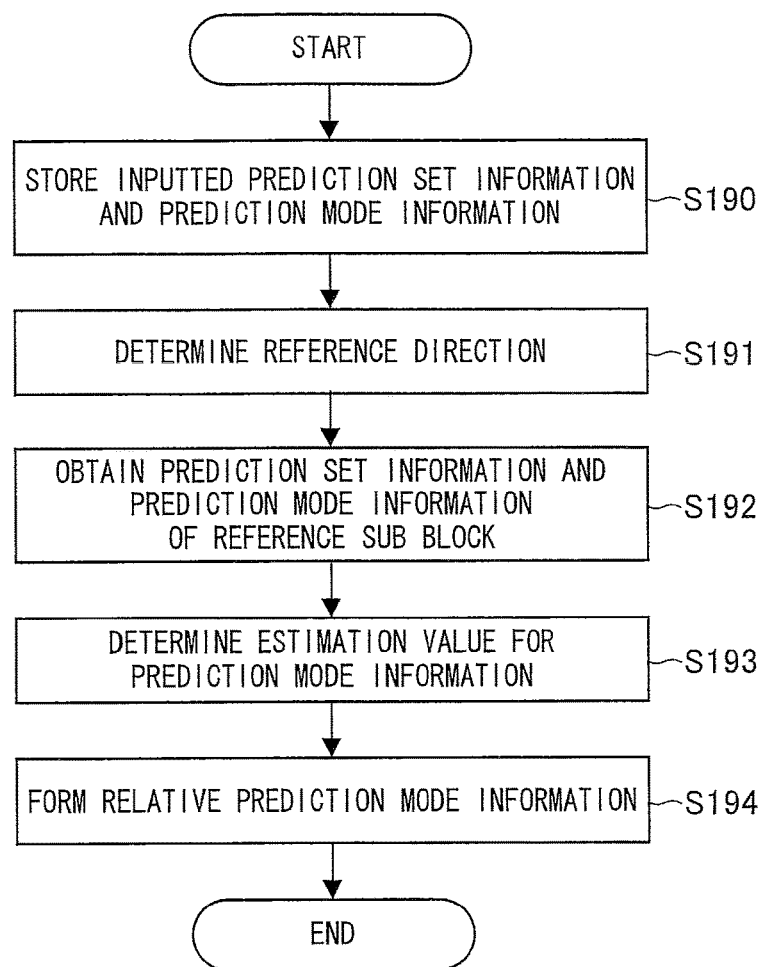 START
STORE INPUTTED PREDICTION SET INFORMATION
AND PREDICTION MODE INFORMATION
S190
DETERMINE REFERENCE DIRECTION
S191
OBTAIN PREDICTION SET INFORMATION AND
PREDICTION MODE INFORMATION
OF REFERENCE SUB BLOCK
S192
DETERMINE ESTIMATION VALUE FOR
PREDICTION MODE INFORMATION
S193
FORM RELATIVE PREDICTION MODE INFORMATION
S194
END